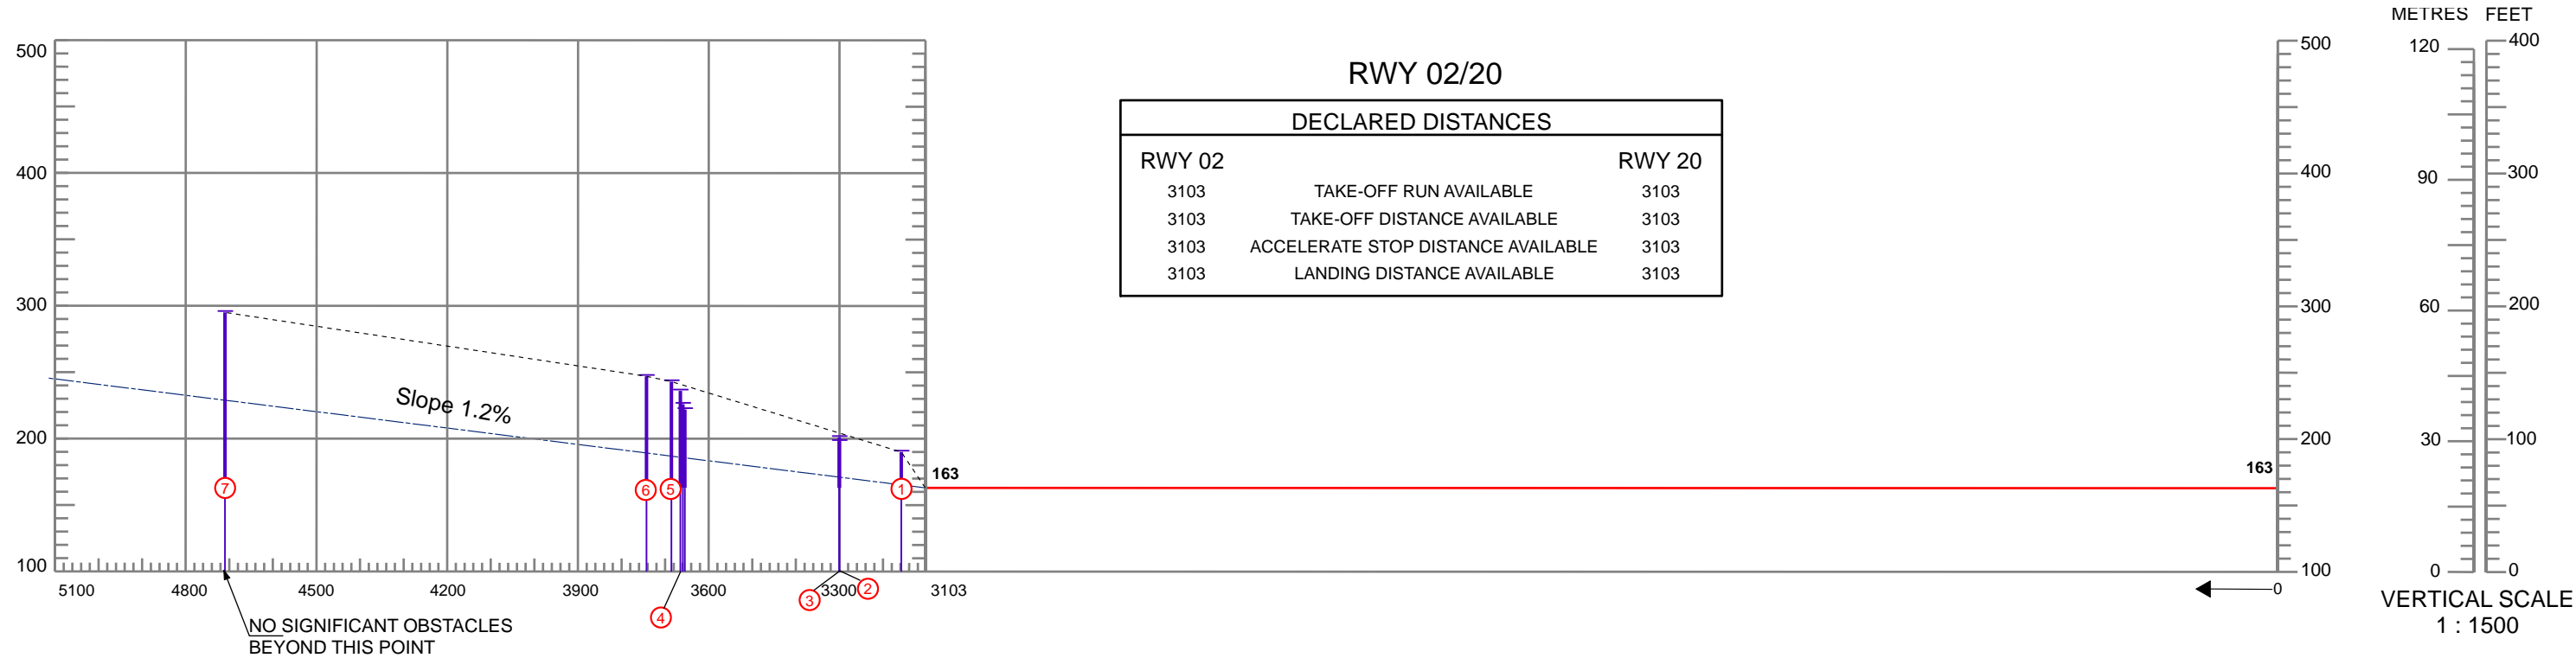 METRES FEET
500
400
300
200
100
5100 4800 4500 4200 3900 3600 3300 3103
Slope 1.2%
7 6 5 1
3 2
4
163
NO SIGNIFICANT OBSTACLES
BEYOND THIS POINT
RWY 02/20
DECLARED DISTANCES
RWY 02 RWY 20
3103 TAKE-OFF RUN AVAILABLE 3103
3103 TAKE-OFF DISTANCE AVAILABLE 3103
3103 ACCELERATE STOP DISTANCE AVAILABLE 3103
3103 LANDING DISTANCE AVAILABLE 3103
163
500
400
300
200
100
0
120 400
90 300
60 200
30 100
0 0
VERTICAL SCALE
1 : 1500